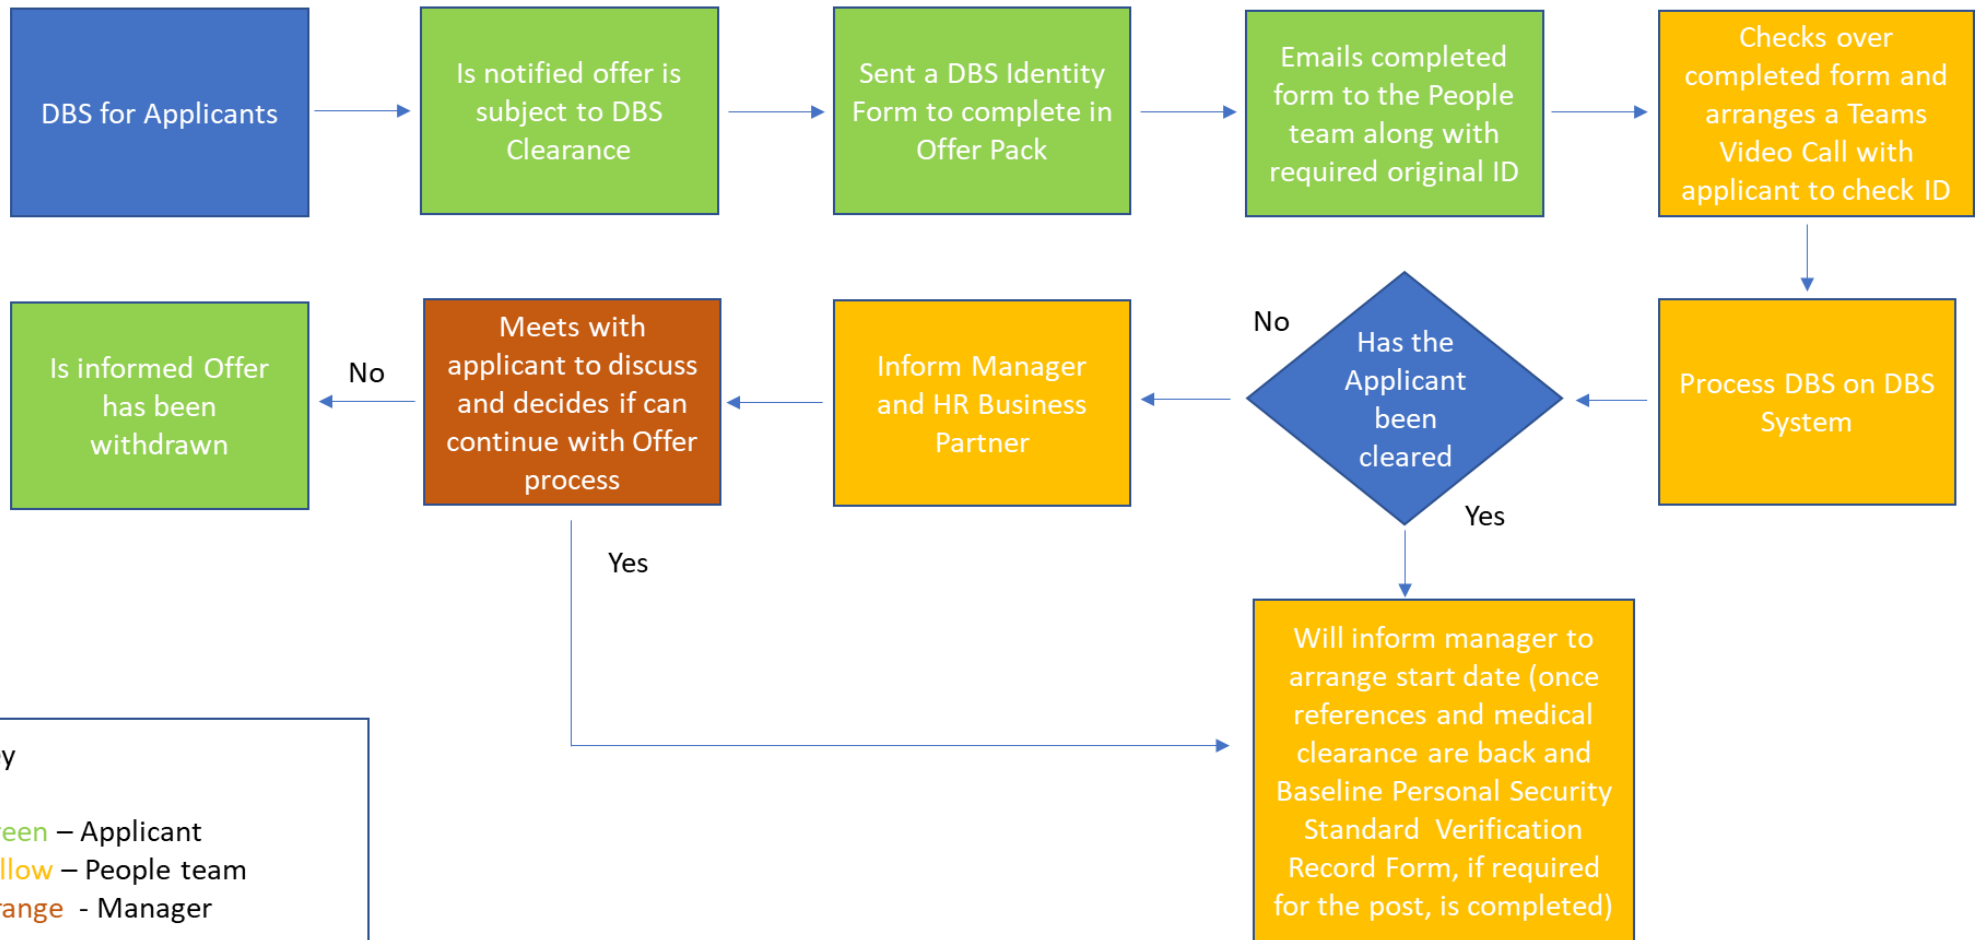 DBS for Applicants
Is notified offer is
subject to DBS
Clearance
Sent a DBS Identity
Form to complete in
Offer Pack
Emails completed
form to the People
team along with
required original ID
Checks over
completed form and
arranges a Teams
Video Call with
applicant to check ID
Is informed Offer
has been
withdrawn
No
Meets with
applicant to discuss
and decides if can
continue with Offer
process
Inform Manager
and HR Business
Partner
No
Has the
Applicant
been
cleared
Process DBS on DBS
System
Yes
Yes
Will inform manager to
arrange start date (once
references and medical
clearance are back and
Baseline Personal Security
Standard  Verification
Record Form, if required
for the post, is completed)
y
reen – Applicant
llow – People team
range  - Manager